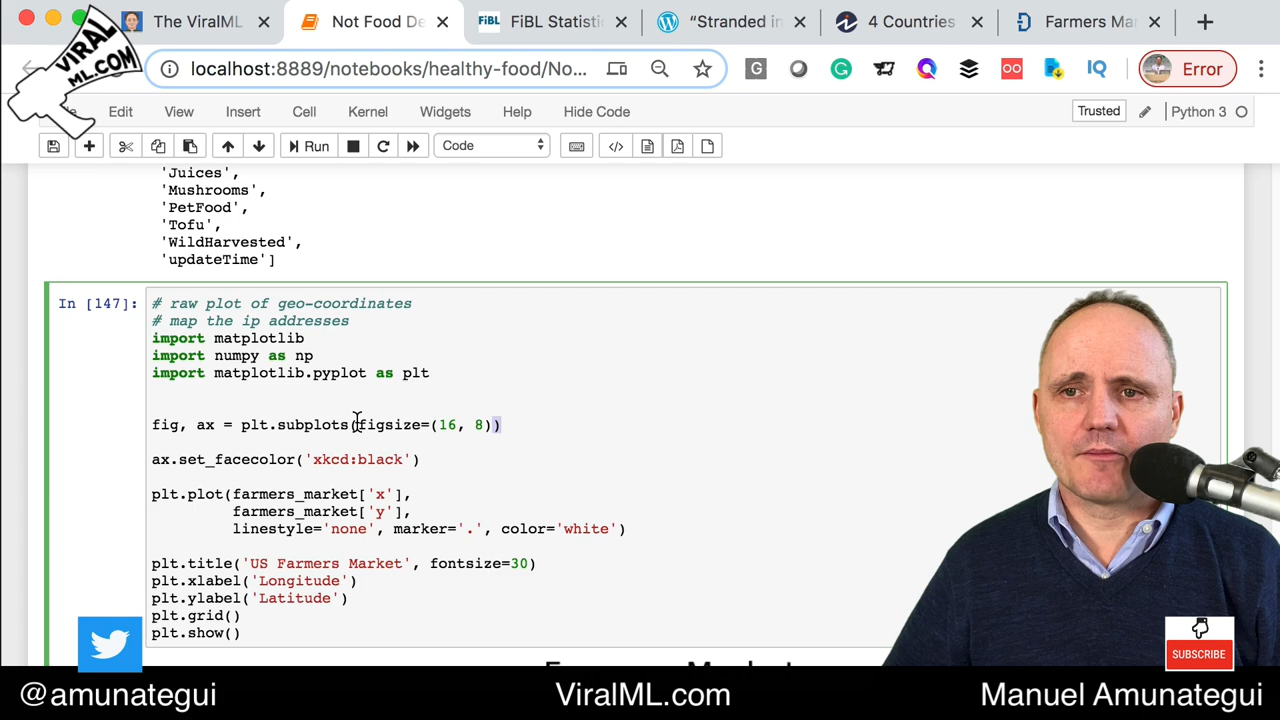 The ViralML
Not Food De
FiBL
FiBL Statisti
“Stranded in
4 Countries
Farmers Ma
VIRAL
ML.COM
localhost:8889/notebooks/healthy-food/No...
IQ
Error
Edit View Insert Cell Kernel Widgets Help Hide Code
Trusted
Python 3
Run
Code
'Juices',
'Mushrooms',
'PetFood',
'Tofu',
'WildHarvested',
'updateTime']
In [147]:
# raw plot of geo-coordinates
# map the ip addresses
import matplotlib
import numpy as np
import matplotlib.pyplot as plt
fig, ax = plt.subplots(figsize=(16, 8))
ax.set_facecolor('xkcd:black')
plt.plot(farmers_market['x'],
farmers_market['y'],
linestyle='none', marker='.', color='white')
plt.title('US Farmers Market', fontsize=30)
plt.xlabel('Longitude')
plt.ylabel('Latitude')
plt.grid()
plt.show()
SUBSCRIBE
@amunategui
ViralML.com
Manuel Amunategui